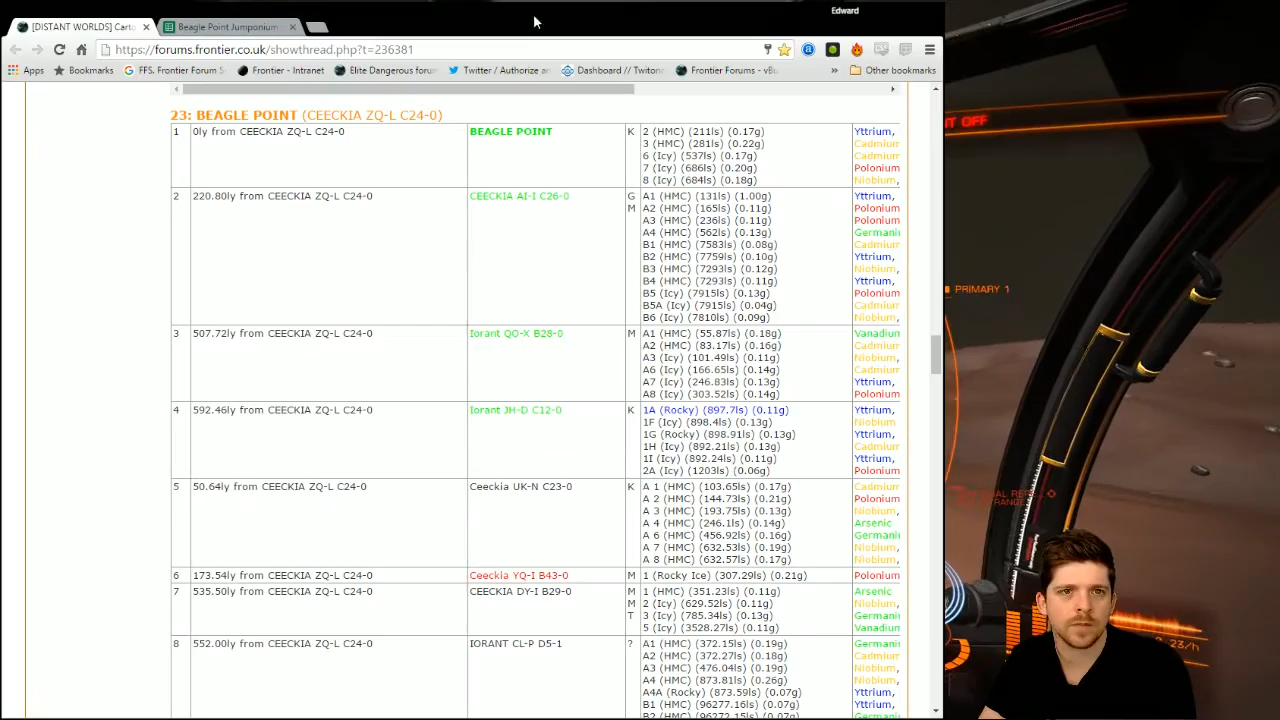 Edward
[DISTANT WORLDS] Carto
Beagle Point Jumponium
https://forums.frontier.co.uk/showthread.php?t=236381
Apps Bookmarks FFS. Frontier Forum S Frontier - Intranet Elite Dangerous forum Twitter / Authorize an Dashboard // Twiton Frontier Forums - vBu » Other bookmarks
23: BEAGLE POINT (CEECKIA ZQ-L C24-0)
1 0ly from CEECKIA ZQ-L C24-0 BEAGLE POINT K 2 (HMC) (211ls) (0.17g) Yttrium,
3 (HMC) (281ls) (0.22g) Cadmium
6 (Icy) (537ls) (0.17g) Cadmium
7 (Icy) (686ls) (0.20g) Polonium
8 (Icy) (684ls) (0.18g) Niobium,
2 220.80ly from CEECKIA ZQ-L C24-0 CEECKIA AI-I C26-0 G A1 (HMC) (131ls) (1.00g) Yttrium,
M A2 (HMC) (165ls) (0.11g) Polonium
A3 (HMC) (236ls) (0.11g) Polonium
A4 (HMC) (562ls) (0.13g) Germaniu
B1 (HMC) (7583ls) (0.08g) Cadmium
B2 (HMC) (7759ls) (0.10g) Yttrium,
B3 (HMC) (7293ls) (0.12g) Niobium,
B4 (HMC) (7293ls) (0.11g) Yttrium,
B5 (Icy) (7915ls) (0.13g) Polonium
B5A (Icy) (7915ls) (0.04g) Cadmium
B6 (Icy) (7810ls) (0.09g) Niobium,
3 507.72ly from CEECKIA ZQ-L C24-0 Iorant QO-X B28-0 M A1 (HMC) (55.87ls) (0.18g) Vanadium
A2 (HMC) (83.17ls) (0.16g) Cadmium
A3 (Icy) (101.49ls) (0.11g) Niobium,
A6 (Icy) (166.65ls) (0.14g) Cadmium
A7 (Icy) (246.83ls) (0.13g) Yttrium,
A8 (Icy) (303.52ls) (0.14g) Polonium
4 592.46ly from CEECKIA ZQ-L C24-0 Iorant JH-D C12-0 K 1A (Rocky) (897.7ls) (0.11g) Yttrium,
1F (Icy) (898.4ls) (0.13g) Niobium
1G (Rocky) (898.91ls) (0.13g) Yttrium,
1H (Icy) (892.21ls) (0.13g) Cadmium
1I (Icy) (892.24ls) (0.11g) Yttrium,
2A (Icy) (1203ls) (0.06g) Polonium
5 50.64ly from CEECKIA ZQ-L C24-0 Ceeckia UK-N C23-0 K A 1 (HMC) (103.65ls) (0.17g) Cadmium
A 2 (HMC) (144.73ls) (0.21g) Polonium
A 3 (HMC) (193.75ls) (0.13g) Niobium,
A 4 (HMC) (246.1ls) (0.14g) Arsenic
A 6 (HMC) (456.92ls) (0.16g) Germaniu
A 7 (HMC) (632.53ls) (0.19g) Niobium,
A 8 (HMC) (632.57ls) (0.17g) Niobium,
6 173.54ly from CEECKIA ZQ-L C24-0 Ceeckia YQ-I B43-0 M 1 (Rocky Ice) (307.29ls) (0.21g) Polonium
7 535.50ly from CEECKIA ZQ-L C24-0 CEECKIA DY-I B29-0 M 1 (HMC) (351.23ls) (0.11g) Arsenic
M 2 (Icy) (629.52ls) (0.11g) Niobium,
T 3 (Icy) (785.34ls) (0.13g) Germaniu
5 (Icy) (3528.27ls) (0.11g) Vanadium
8 552.00ly from CEECKIA ZQ-L C24-0 IORANT CL-P D5-1 ? A1 (HMC) (372.15ls) (0.19g) Germaniu
A2 (HMC) (372.27ls) (0.18g) Cadmium
A3 (HMC) (476.04ls) (0.19g) Niobium,
A4 (HMC) (873.81ls) (0.26g) Niobium,
A4A (Rocky) (873.59ls) (0.07g) Yttrium,
B1 (HMC) (96277.16ls) (0.07g) Yttrium,
B2 (HMC) (96272.15ls) (0.07g) Germaniu
OFF
PRIMARY 1